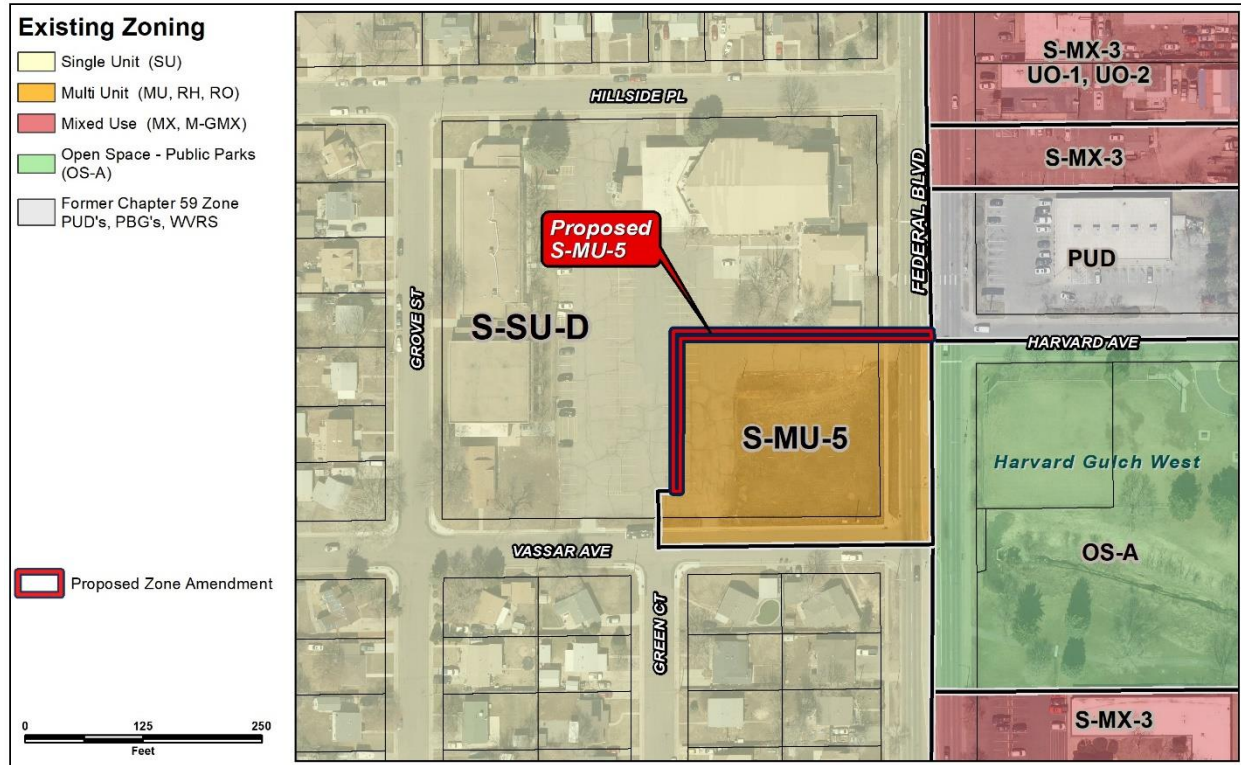 Existing Zoning
Single Unit (SU)
Multi Unit (MU, RH, RO)
Mixed Use (MX, M-GMX)
Open Space - Public Parks
(OS-A)
Former Chapter 59 Zone
PUD's, PBG's, WVRS
Proposed Zone Amendment
0 125 250
Feet
HILLSIDE PL
S-MX-3
UO-1, UO-2
S-MX-3
FEDERAL BLVD
Proposed
S-MU-5
PUD
GROVE ST
S-SU-D
HARVARD AVE
S-MU-5
Harvard Gulch West
VASSAR AVE
OS-A
GREEN CT
S-MX-3